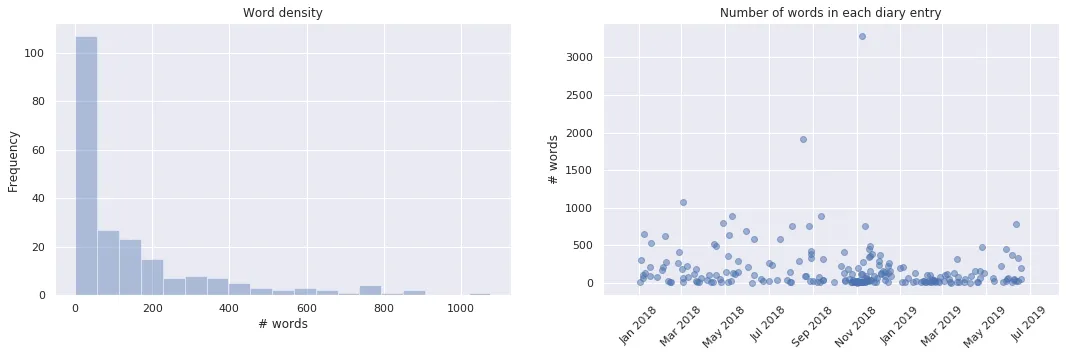 Word density
Frequency
100
80
60
40
20
0
0 200 400 600 800 1000
# words
Number of words in each diary entry
# words
3000
2500
2000
1500
1000
500
0
Jan 2018 Mar 2018 May 2018 Jul 2018 Sep 2018 Nov 2018 Jan 2019 Mar 2019 May 2019 Jul 2019